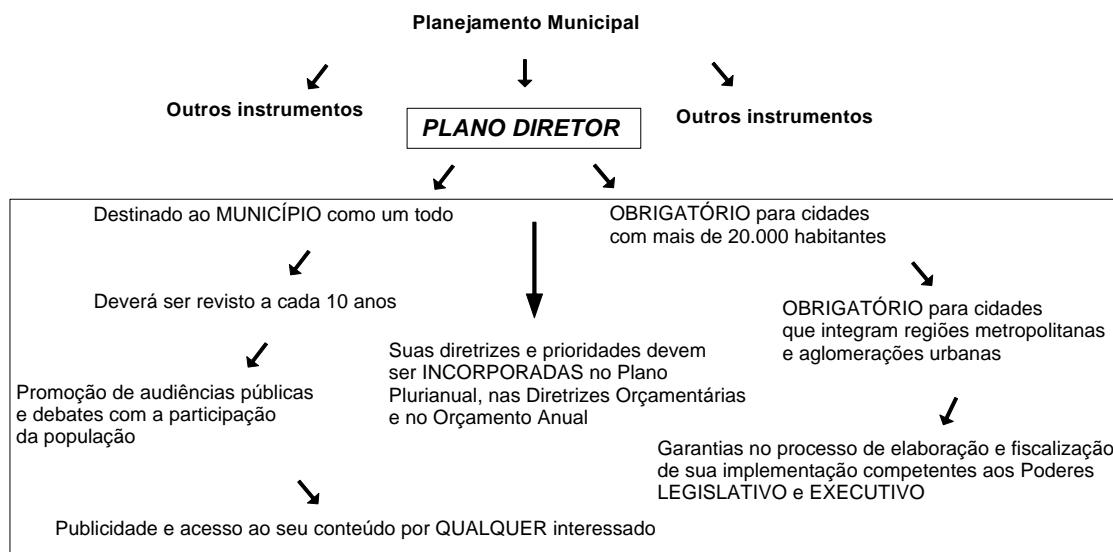 Planejamento Municipal
Outros instrumentos
PLANO DIRETOR
Outros instrumentos
Destinado ao MUNICÍPIO como um todo
OBRIGATÓRIO para cidades
com mais de 20.000 habitantes
Deverá ser revisto a cada 10 anos
OBRIGATÓRIO para cidades
que integram regiões metropolitanas
e aglomerações urbanas
Suas diretrizes e prioridades devem
ser INCORPORADAS no Plano
Plurianual, nas Diretrizes Orçamentárias
e no Orçamento Anual
Promoção de audiências públicas
e debates com a participação
da população
Garantias no processo de elaboração e fiscalização
de sua implementação competentes aos Poderes
LEGISLATIVO e EXECUTIVO
Publicidade e acesso ao seu conteúdo por QUALQUER interessado